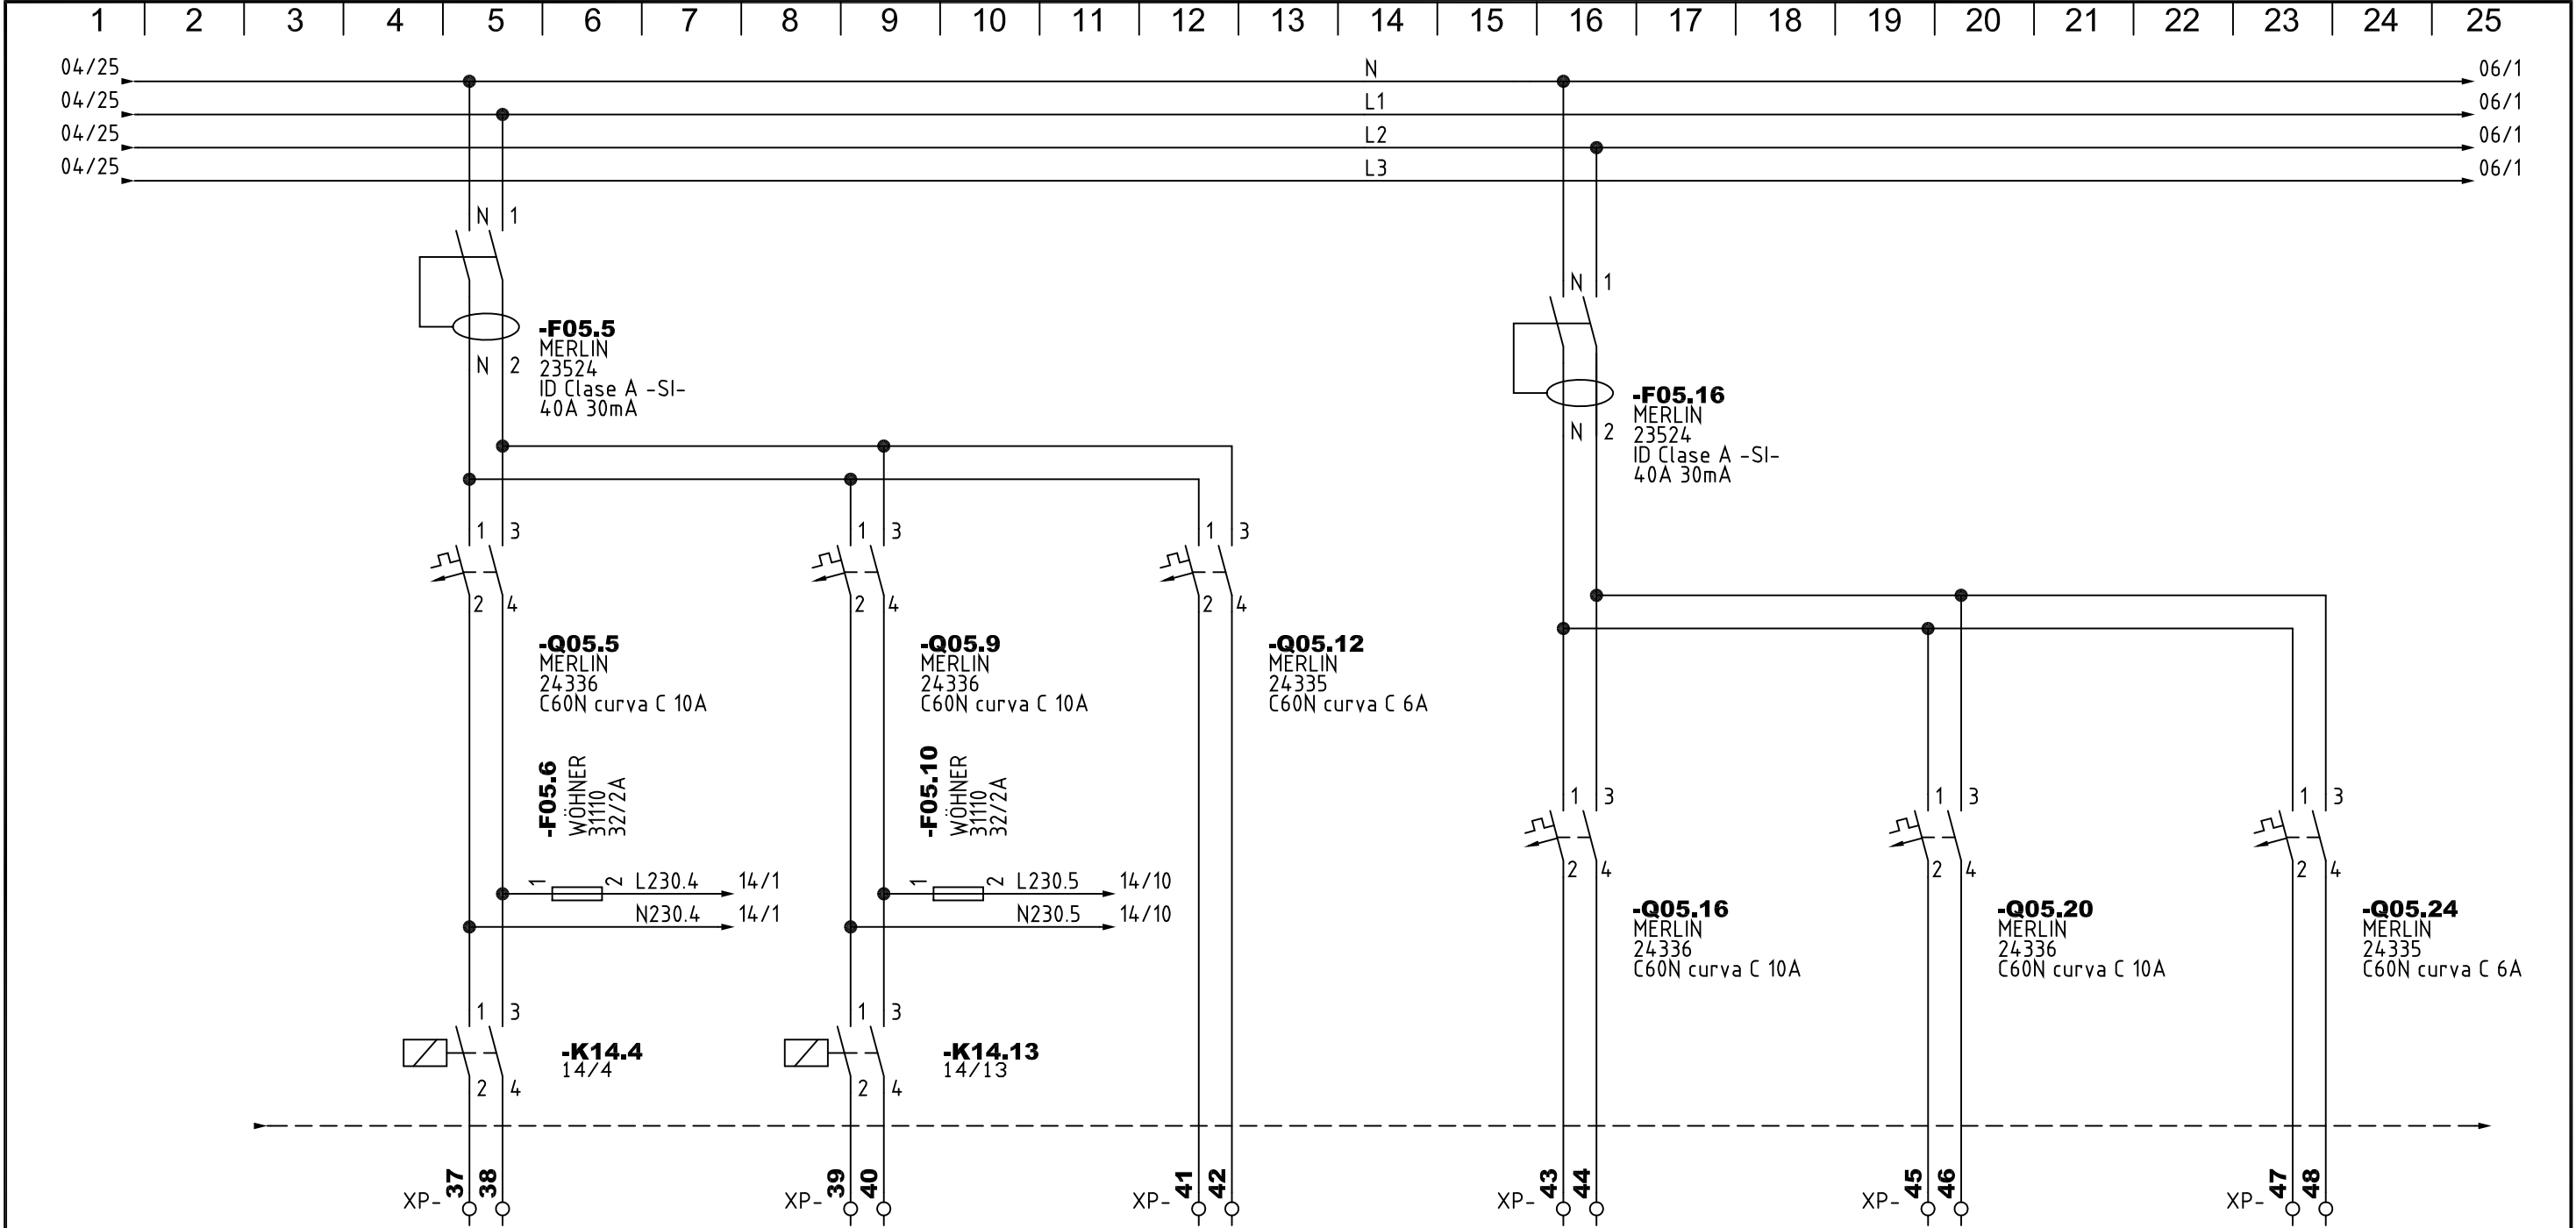 1 2 3 4 5 6 7 8 9 10 11 12 13 14 15 16 17 18 19 20 21 22 23 24 25
04/25 N 06/1
04/25 L1 06/1
04/25 L2 06/1
04/25 L3 06/1
N 1
-F05.5
MERLIN
23524
ID Clase A -SI-
40A 30mA
N 2
N 1
-F05.16
MERLIN
23524
ID Clase A -SI-
40A 30mA
N 2
1 3
2 4
-Q05.5
MERLIN
24336
C60N curva C 10A
1 3
2 4
-Q05.9
MERLIN
24336
C60N curva C 10A
1 3
2 4
-Q05.12
MERLIN
24335
C60N curva C 6A
-F05.6
WÖHNER
31110
32/2A
1 2 L230.4 14/1
N230.4 14/1
-F05.10
WÖHNER
31110
32/2A
1 2 L230.5 14/10
N230.5 14/10
1 3
2 4
-Q05.16
MERLIN
24336
C60N curva C 10A
1 3
2 4
-Q05.20
MERLIN
24336
C60N curva C 10A
1 3
2 4
-Q05.24
MERLIN
24335
C60N curva C 6A
1 3
-K14.4
14/4
2 4
1 3
-K14.13
14/13
2 4
XP- 37 38
XP- 39 40
XP- 41 42
XP- 43 44
XP- 45 46
XP- 47 48